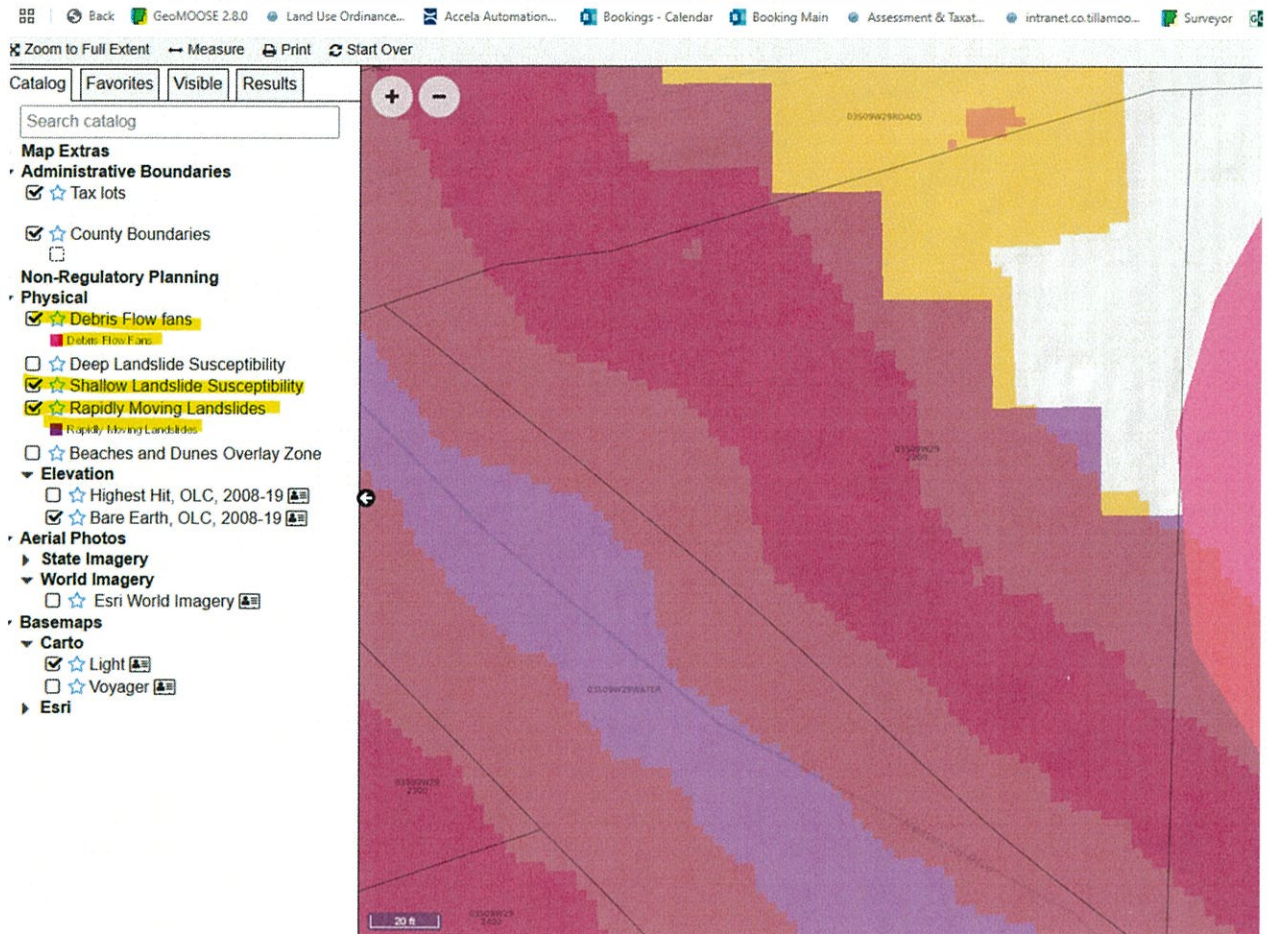 Back GeoMOOSE 2.8.0 Land Use Ordinance... Accela Automation... Bookings - Calendar Booking Main Assessment & Taxat... intranet.co.tillamoo... Surveyor
Zoom to Full Extent Measure Print Start Over
Catalog Favorites Visible Results
Search catalog
Map Extras
Administrative Boundaries
Tax lots
County Boundaries
Non-Regulatory Planning
Physical
Debris Flow fans
Debris Flow Fans
Deep Landslide Susceptibility
Shallow Landslide Susceptibility
Rapidly Moving Landslides
Rapidly Moving Landslides
Beaches and Dunes Overlay Zone
Elevation
Highest Hit, OLC, 2008-19
Bare Earth, OLC, 2008-19
Aerial Photos
State Imagery
World Imagery
Esri World Imagery
Basemaps
Carto
Light
Voyager
Esri
+ −
03S09W29ROADS
03S09W29
03S09W29WATER
03S09W29
03S09W29
20 ft